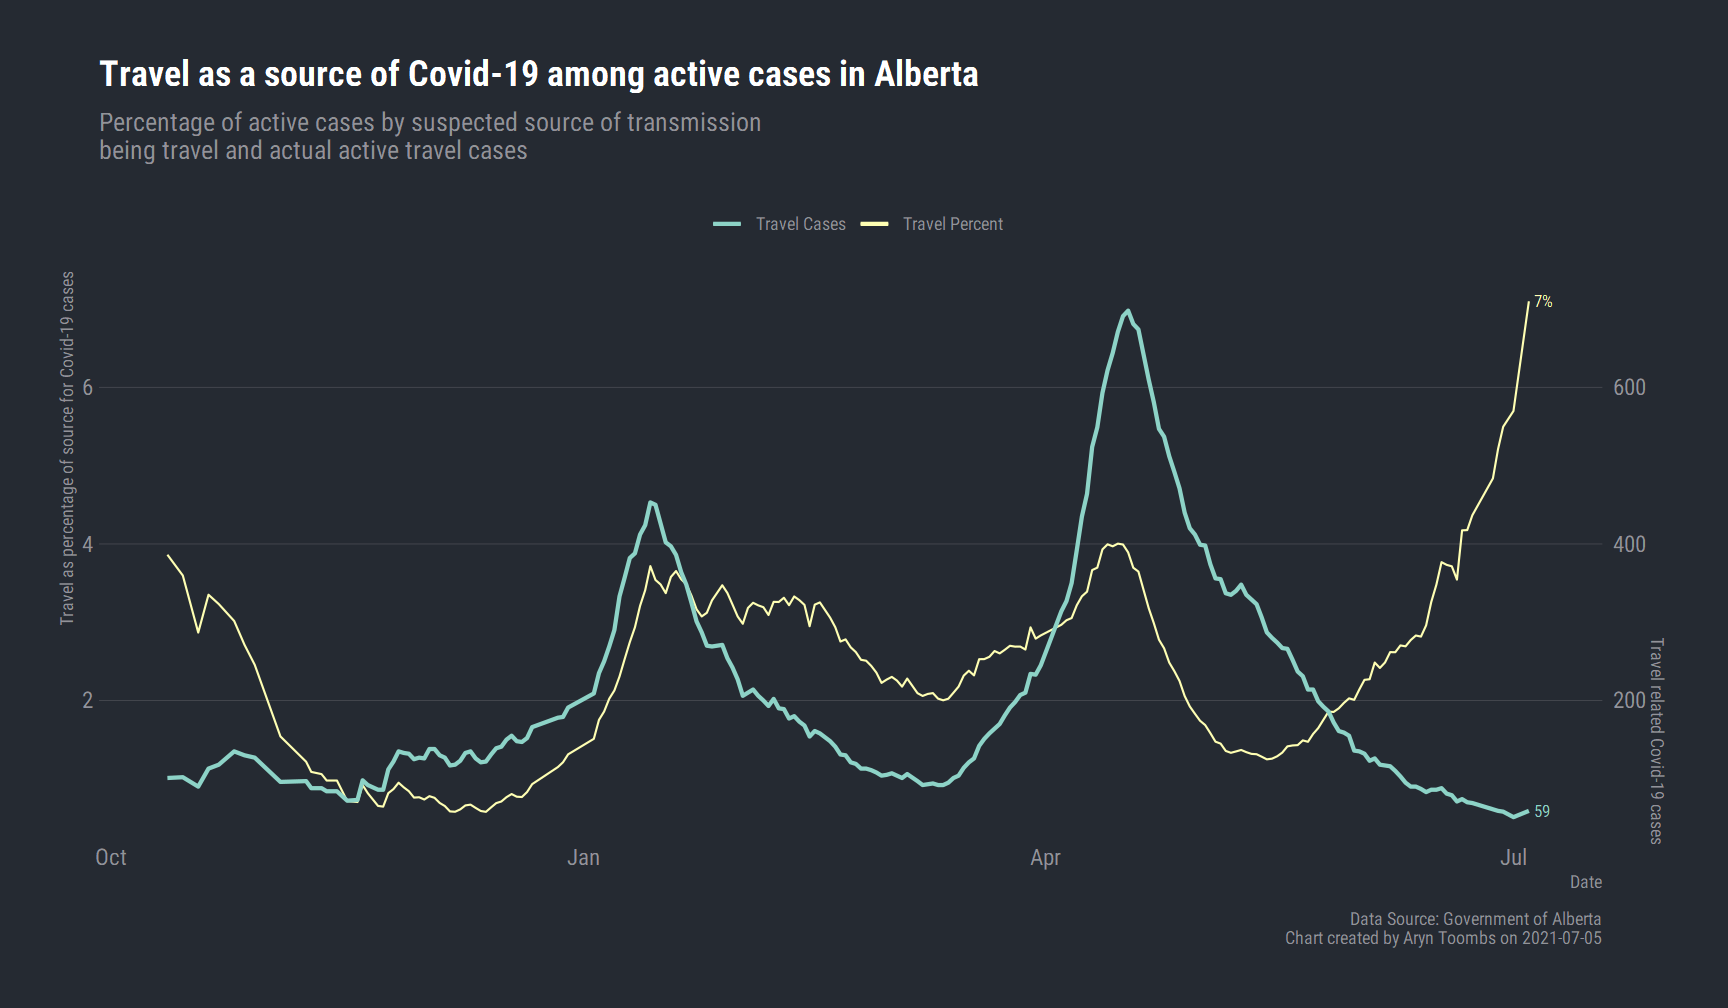 Travel as a source of Covid-19 among active cases in Alberta
Percentage of active cases by suspected source of transmission
being travel and actual active travel cases
Travel Cases
Travel Percent
Travel as percentage of source for Covid-19 cases
6
4
2
7%
59
600
400
200
Travel related Covid-19 cases
Oct
Jan
Apr
Jul
Date
Data Source: Government of Alberta
Chart created by Aryn Toombs on 2021-07-05